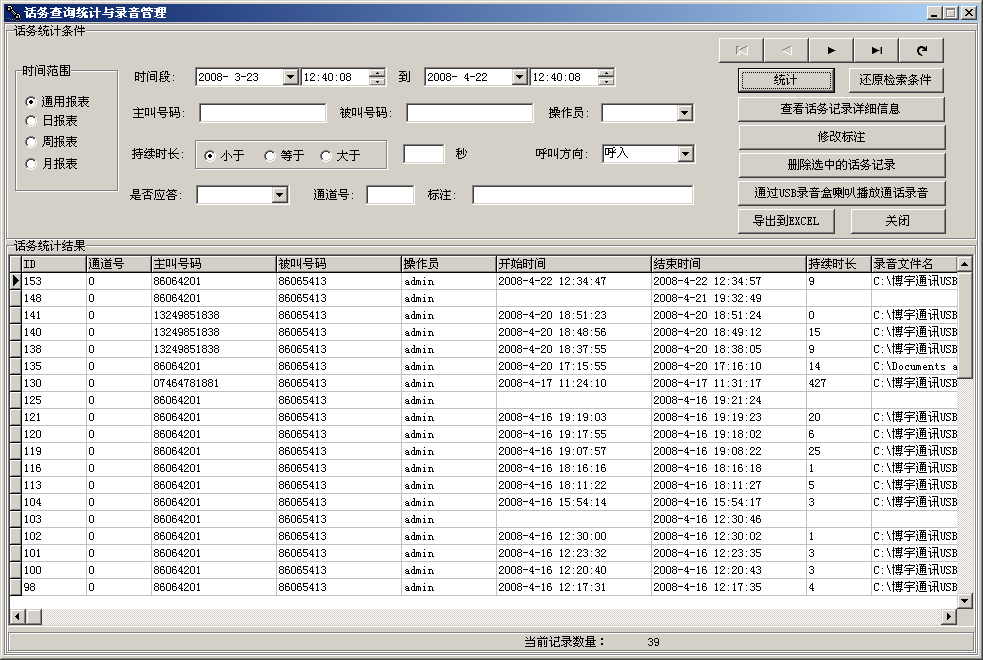 话务查询统计与录音管理
话务统计条件
时间范围
通用报表
日报表
周报表
月报表
时间段: 2008- 3-23 12:40:08 到 2008- 4-22 12:40:08
主叫号码: 被叫号码: 操作员:
持续时长: 小于 等于 大于 秒 呼叫方向: 呼入
是否应答: 通道号: 标注:
统计 还原检索条件
查看话务记录详细信息
修改标注
删除选中的话务记录
通过USB录音盒喇叭播放通话录音
导出到EXCEL 关闭
话务统计结果
ID 通道号 主叫号码 被叫号码 操作员 开始时间 结束时间 持续时长 录音文件名
153 0 86064201 86065413 admin 2008-4-22 12:34:47 2008-4-22 12:34:57 9 C:\博宇通讯USB
148 0 86064201 86065413 admin 2008-4-21 19:32:49
141 0 13249851838 86065413 admin 2008-4-20 18:51:23 2008-4-20 18:51:24 0 C:\博宇通讯USB
140 0 13249851838 86065413 admin 2008-4-20 18:48:56 2008-4-20 18:49:12 15 C:\博宇通讯USB
138 0 13249851838 86065413 admin 2008-4-20 18:37:55 2008-4-20 18:38:05 9 C:\博宇通讯USB
135 0 86064201 86065413 admin 2008-4-20 17:15:55 2008-4-20 17:16:10 14 C:\Documents a
130 0 07464781881 86065413 admin 2008-4-17 11:24:10 2008-4-17 11:31:17 427 C:\博宇通讯USB
125 0 86064201 86065413 admin 2008-4-16 19:21:24
121 0 86064201 86065413 admin 2008-4-16 19:19:03 2008-4-16 19:19:23 20 C:\博宇通讯USB
120 0 86064201 86065413 admin 2008-4-16 19:17:55 2008-4-16 19:18:02 6 C:\博宇通讯USB
119 0 86064201 86065413 admin 2008-4-16 19:07:57 2008-4-16 19:08:22 25 C:\博宇通讯USB
116 0 86064201 86065413 admin 2008-4-16 18:16:16 2008-4-16 18:16:18 1 C:\博宇通讯USB
113 0 86064201 86065413 admin 2008-4-16 18:11:22 2008-4-16 18:11:27 5 C:\博宇通讯USB
104 0 86064201 86065413 admin 2008-4-16 15:54:14 2008-4-16 15:54:17 3 C:\博宇通讯USB
103 0 86064201 86065413 admin 2008-4-16 12:30:46
102 0 86064201 86065413 admin 2008-4-16 12:30:00 2008-4-16 12:30:02 1 C:\博宇通讯USB
101 0 86064201 86065413 admin 2008-4-16 12:23:32 2008-4-16 12:23:35 3 C:\博宇通讯USB
100 0 86064201 86065413 admin 2008-4-16 12:20:40 2008-4-16 12:20:43 3 C:\博宇通讯USB
98 0 86064201 86065413 admin 2008-4-16 12:17:31 2008-4-16 12:17:35 4 C:\博宇通讯USB
当前记录数量: 39